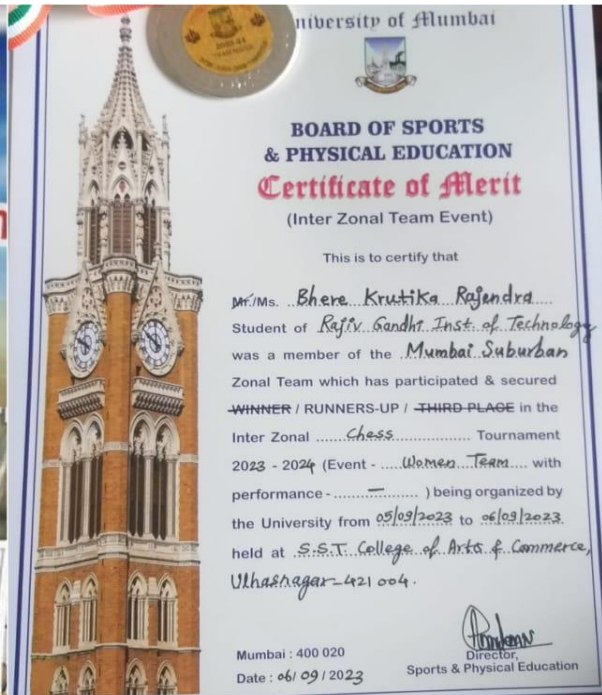 University of Mumbai
BOARD OF SPORTS
& PHYSICAL EDUCATION
Certificate of Merit
(Inter Zonal Team Event)
This is to certify that
Mr./Ms. Bhere Krutika Rajendra
Student of Rajiv Gandhi Inst. of Technology
was a member of the Mumbai Suburban
Zonal Team which has participated & secured
WINNER / RUNNERS-UP / THIRD PLACE in the
Inter Zonal ...... Chess ................ Tournament
2023 - 2024 (Event - .... Women Team .... with
performance - ........ — ........ ) being organized by
the University from 05/09/2023 to 06/09/2023
held at S.S.T. College of Arts & Commerce,
Ulhasnagar-421 004.
Mumbai : 400 020
Date : 06/09/2023
Director,
Sports & Physical Education